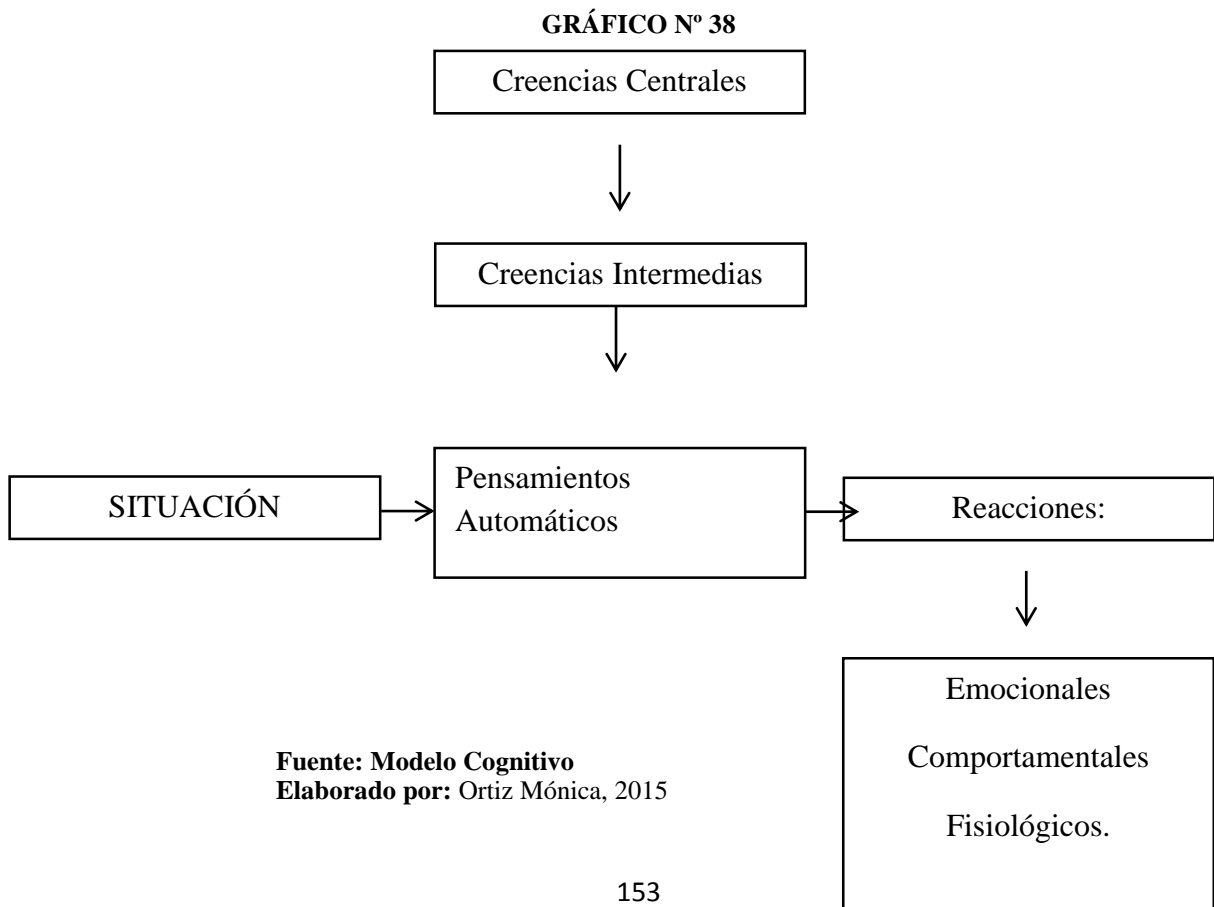 GRÁFICO Nº 38
Creencias Centrales
Creencias Intermedias
SITUACIÓN
Pensamientos
Automáticos
Reacciones:
Emocionales
Comportamentales
Fisiológicos.
Fuente: Modelo Cognitivo
Elaborado por: Ortiz Mónica, 2015
153